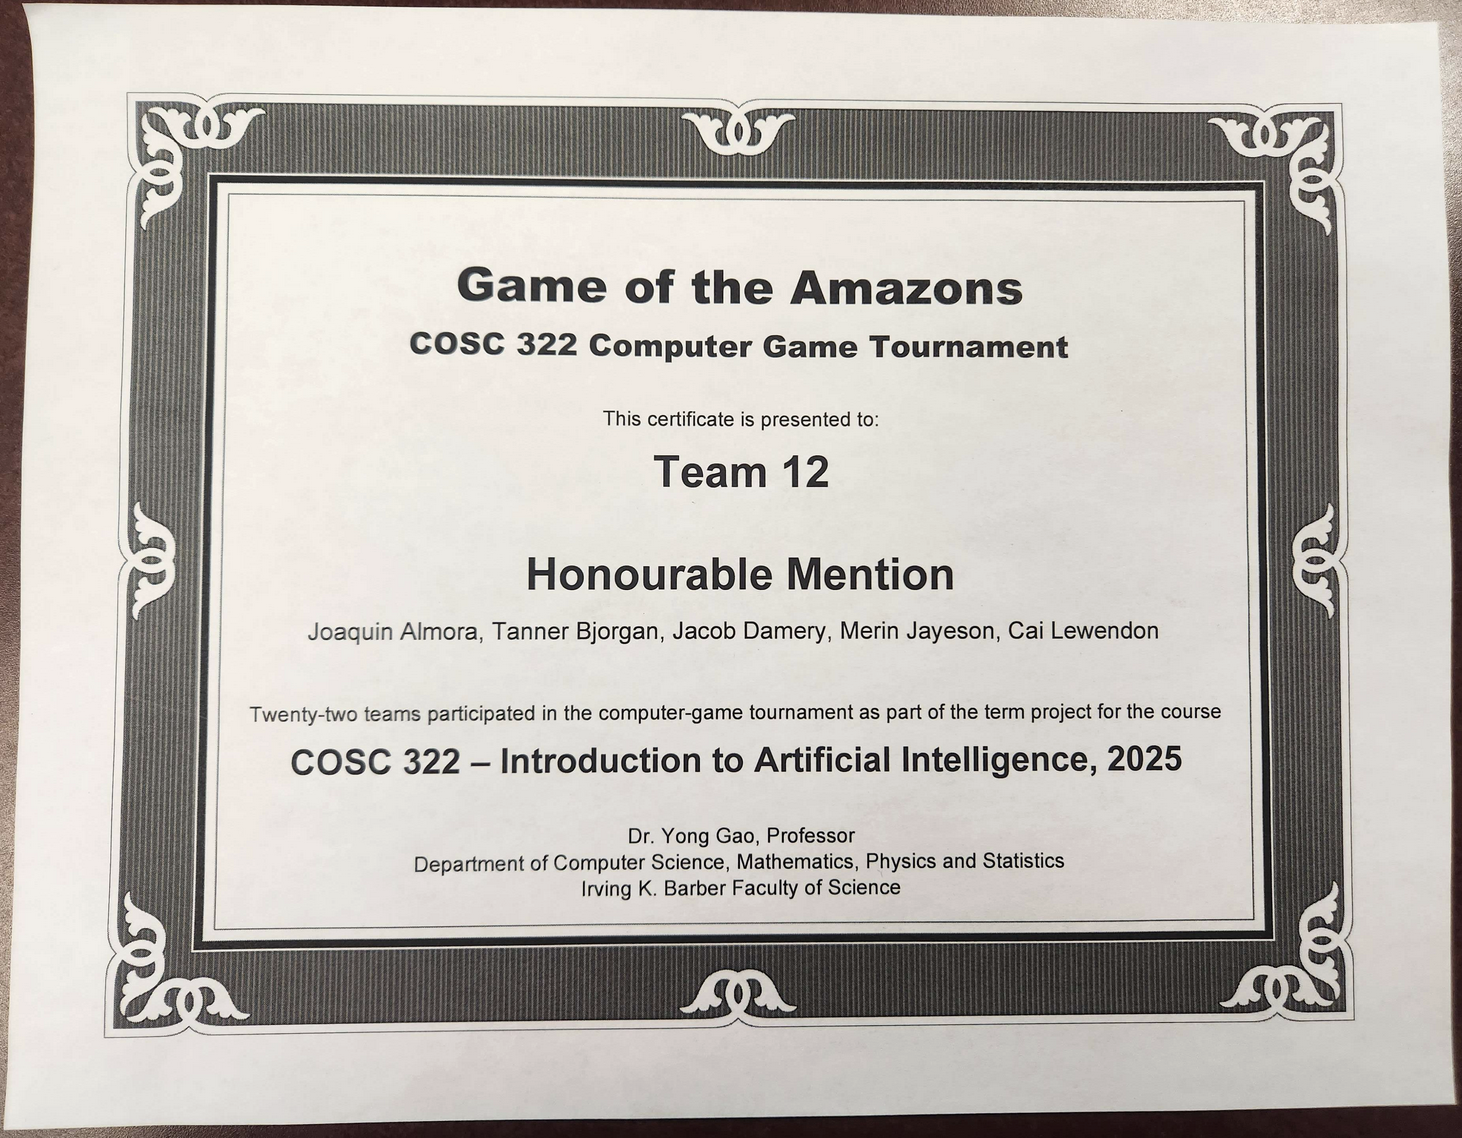 Game of the Amazons
COSC 322 Computer Game Tournament
This certificate is presented to:
Team 12
Honourable Mention
Joaquin Almora, Tanner Bjorgan, Jacob Damery, Merin Jayeson, Cai Lewendon
Twenty-two teams participated in the computer-game tournament as part of the term project for the course
COSC 322 – Introduction to Artificial Intelligence, 2025
Dr. Yong Gao, Professor
Department of Computer Science, Mathematics, Physics and Statistics
Irving K. Barber Faculty of Science